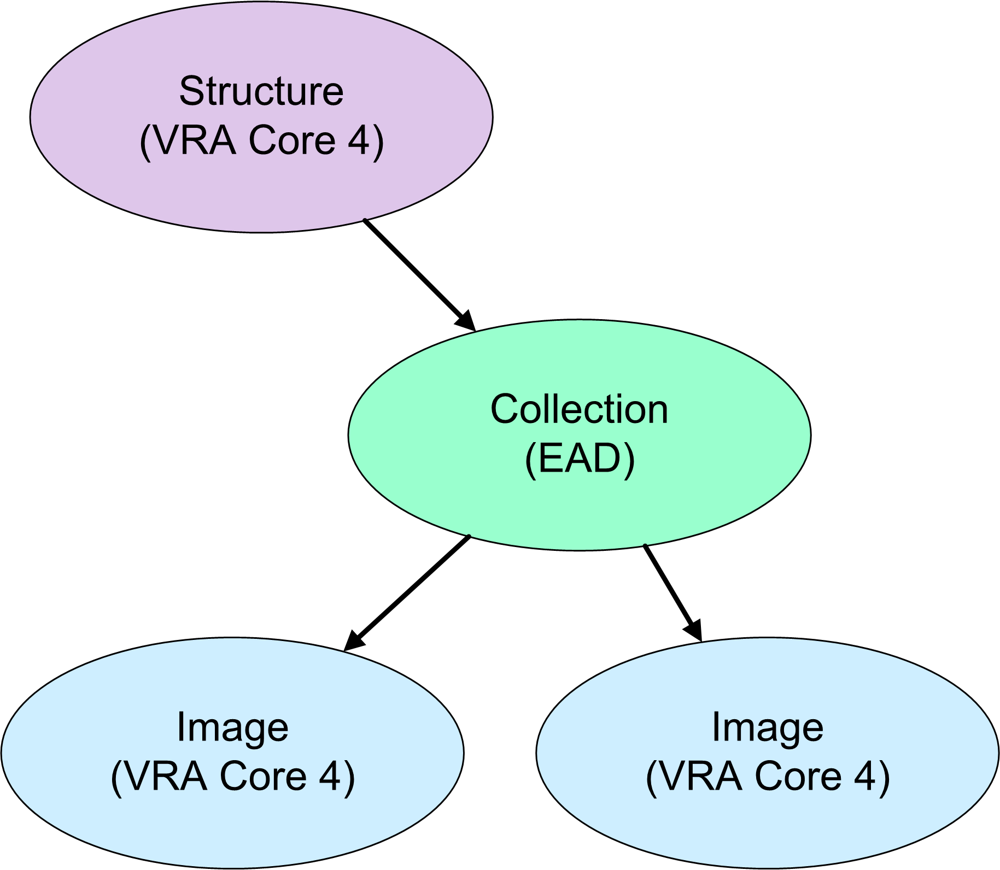 Structure
(VRA Core 4)
Collection
(EAD)
Image
(VRA Core 4)
Image
(VRA Core 4)